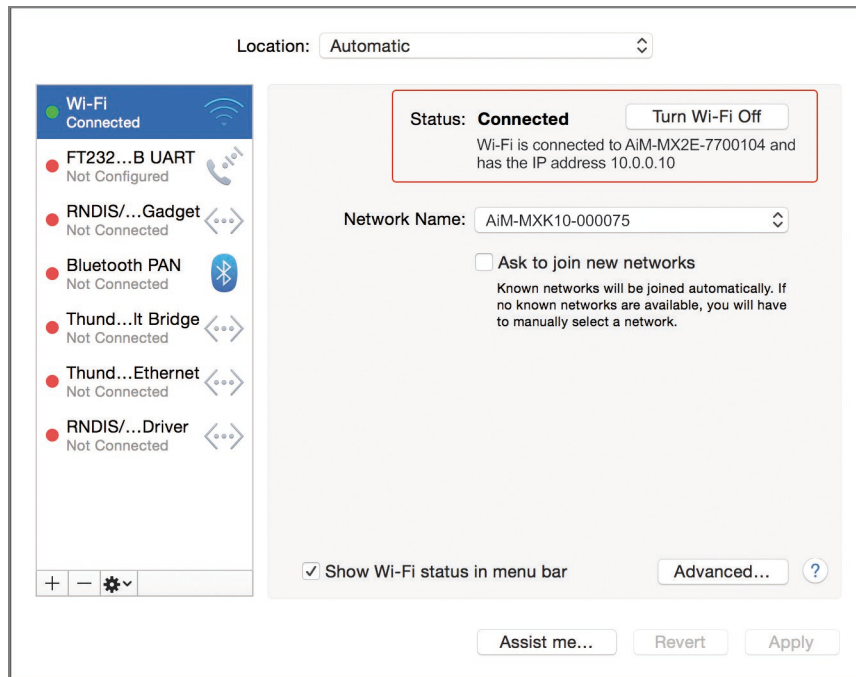 Location: Automatic
Wi-Fi
Connected
FT232...B UART
Not Configured
RNDIS/...Gadget
Not Connected
Bluetooth PAN
Not Connected
Thund...lt Bridge
Not Connected
Thund...Ethernet
Not Connected
RNDIS/...Driver
Not Connected
Status: Connected Turn Wi-Fi Off
Wi-Fi is connected to AiM-MX2E-7700104 and
has the IP address 10.0.0.10
Network Name: AiM-MXK10-000075
Ask to join new networks
Known networks will be joined automatically. If
no known networks are available, you will have
to manually select a network.
Show Wi-Fi status in menu bar Advanced... ?
Assist me... Revert Apply